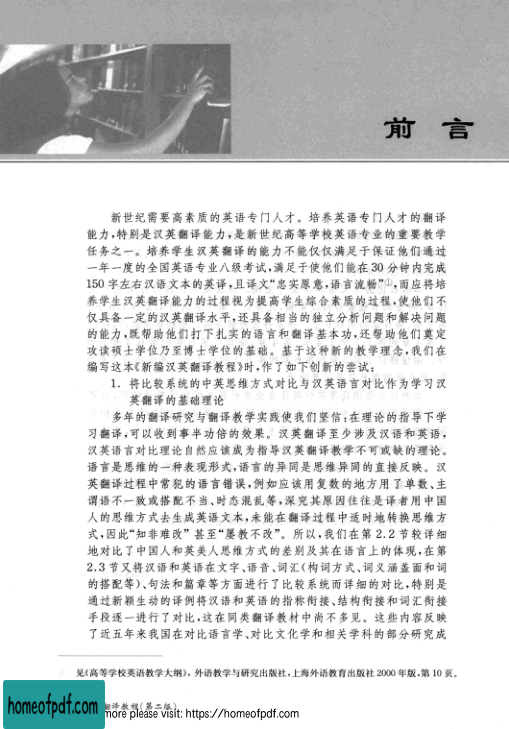 前 言
新世纪需要高素质的英语专门人才。培养英语专门人才的翻译
能力,特别是汉英翻译能力,是新世纪高等学校英语专业的重要教学
任务之一。培养学生汉英翻译的能力不能仅仅满足于保证他们通过
一年一度的全国英语专业八级考试,满足于使他们能在30分钟内完成
150字左右汉语文本的英译,且译文“忠实原意,语言流畅”①,而应将培
养学生汉英翻译能力的过程视为提高学生综合素质的过程,使他们不
仅具备一定的汉英翻译水平,还具备相当的独立分析问题和解决问题
的能力,既帮助他们打下扎实的语言和翻译基本功,还帮助他们奠定
攻读硕士学位乃至博士学位的基础。基于这种新的教学理念,我们在
编写这本《新编汉英翻译教程》时,作了如下创新的尝试:
1. 将比较系统的中英思维方式对比与汉英语言对比作为学习汉
英翻译的基础理论
多年的翻译研究与翻译教学实践使我们坚信:在理论的指导下学
习翻译,可以收到事半功倍的效果。汉英翻译至少涉及汉语和英语,
汉英语言对比理论自然应该成为指导汉英翻译教学不可或缺的理论。
语言是思维的一种表现形式,语言的异同是思维异同的直接反映。汉
英翻译过程中常犯的语言错误,例如应该用复数的地方用了单数、主
谓语不一致或搭配不当、时态混乱等,深究其原因往往是译者用中国
人的思维方式去生成英语文本,未能在翻译过程中适时地转换思维方
式,因此“知非难改”甚至“屡教不改”。所以,我们在第2.2节较详细
地对比了中国人和英美人思维方式的差别及其在语言上的体现,在第
2.3节又将汉语和英语在文字、语音、词汇(构词方式、词义涵盖面和词
的搭配等)、句法和篇章等方面进行了比较系统而详细的对比,特别是
通过新颖生动的译例将汉语和英语的指称衔接、结构衔接和词汇衔接
手段逐一进行了对比,这在同类翻译教材中尚不多见。这些内容反映
了近五年来我国在对比语言学、对比文化学和相关学科的部分研究成
见《高等学校英语教学大纲》,外语教学与研究出版社,上海外语教育出版社2000年版,第10页。
翻译教程(第二版)
homeofpdf.com
more please visit: https://homeofpdf.com